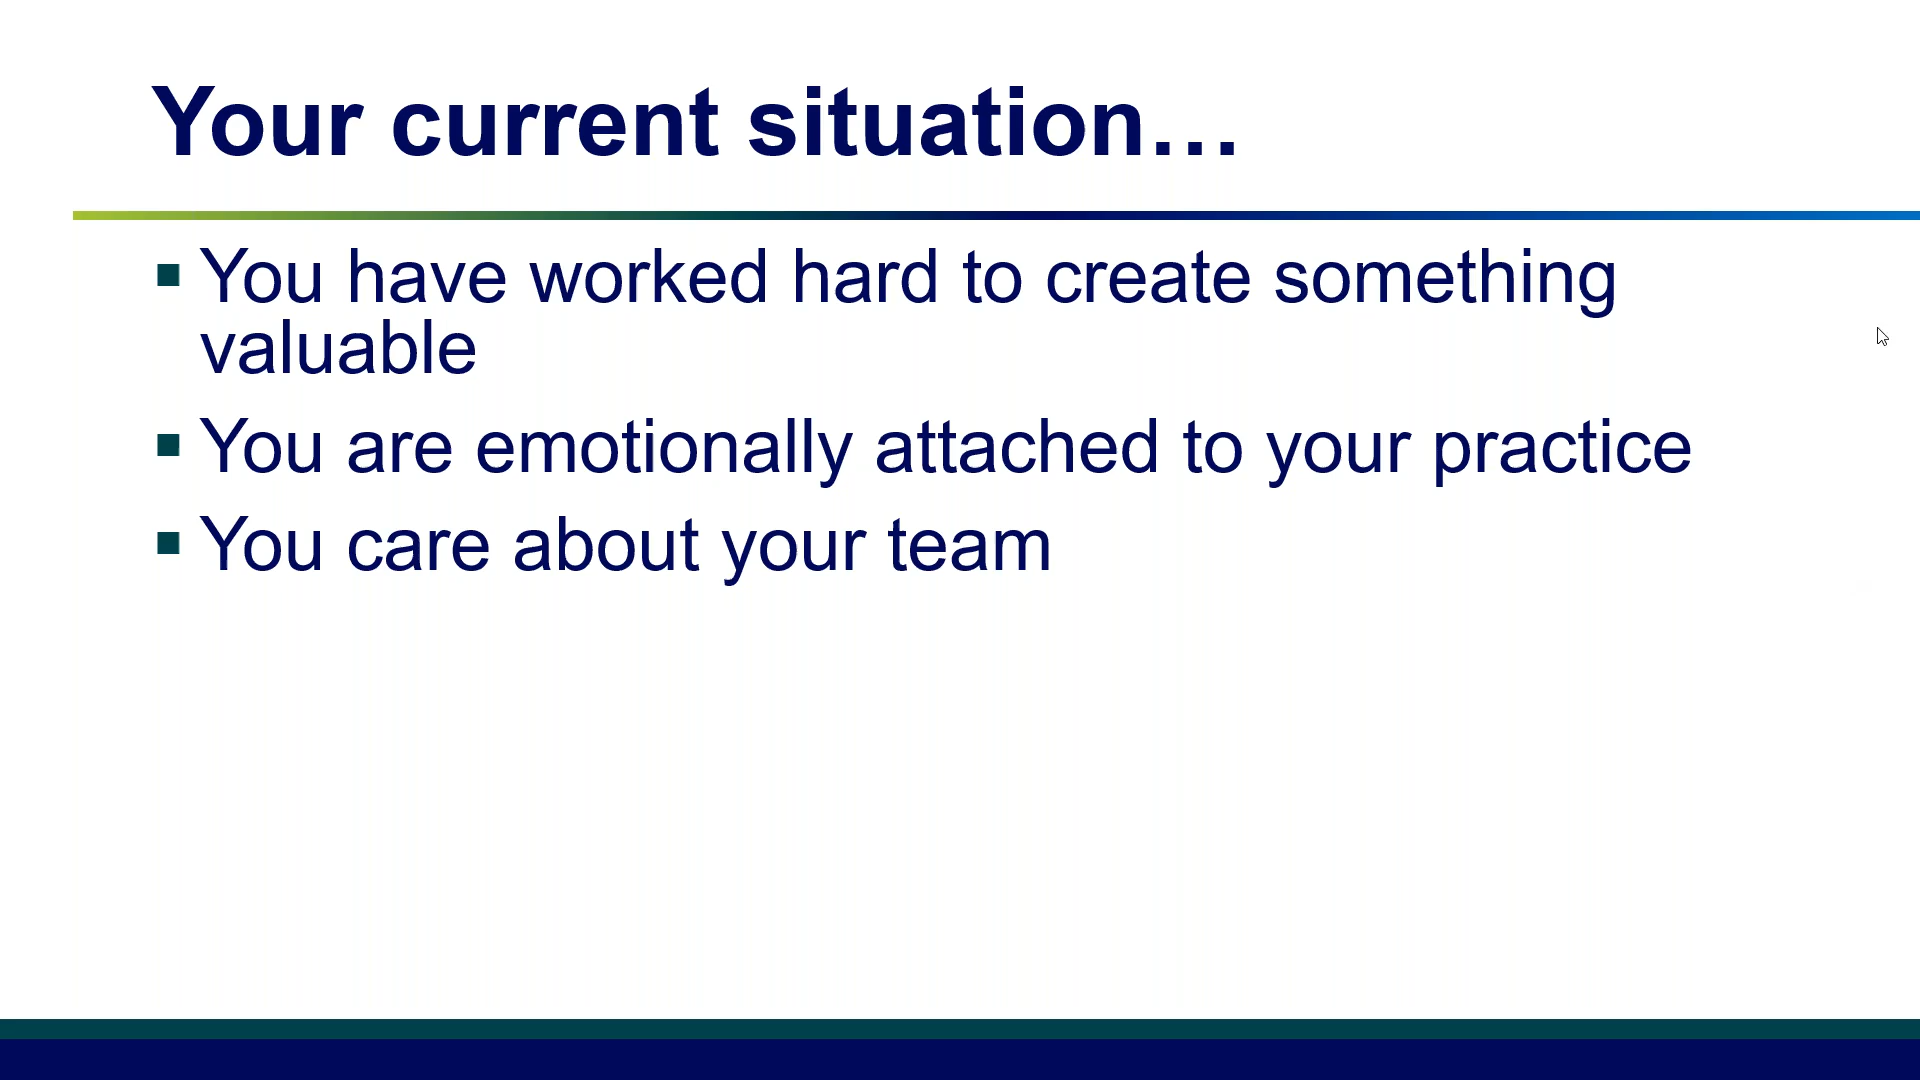 Your current situation…
▪ You have worked hard to create something
valuable
▪ You are emotionally attached to your practice
▪ You care about your team